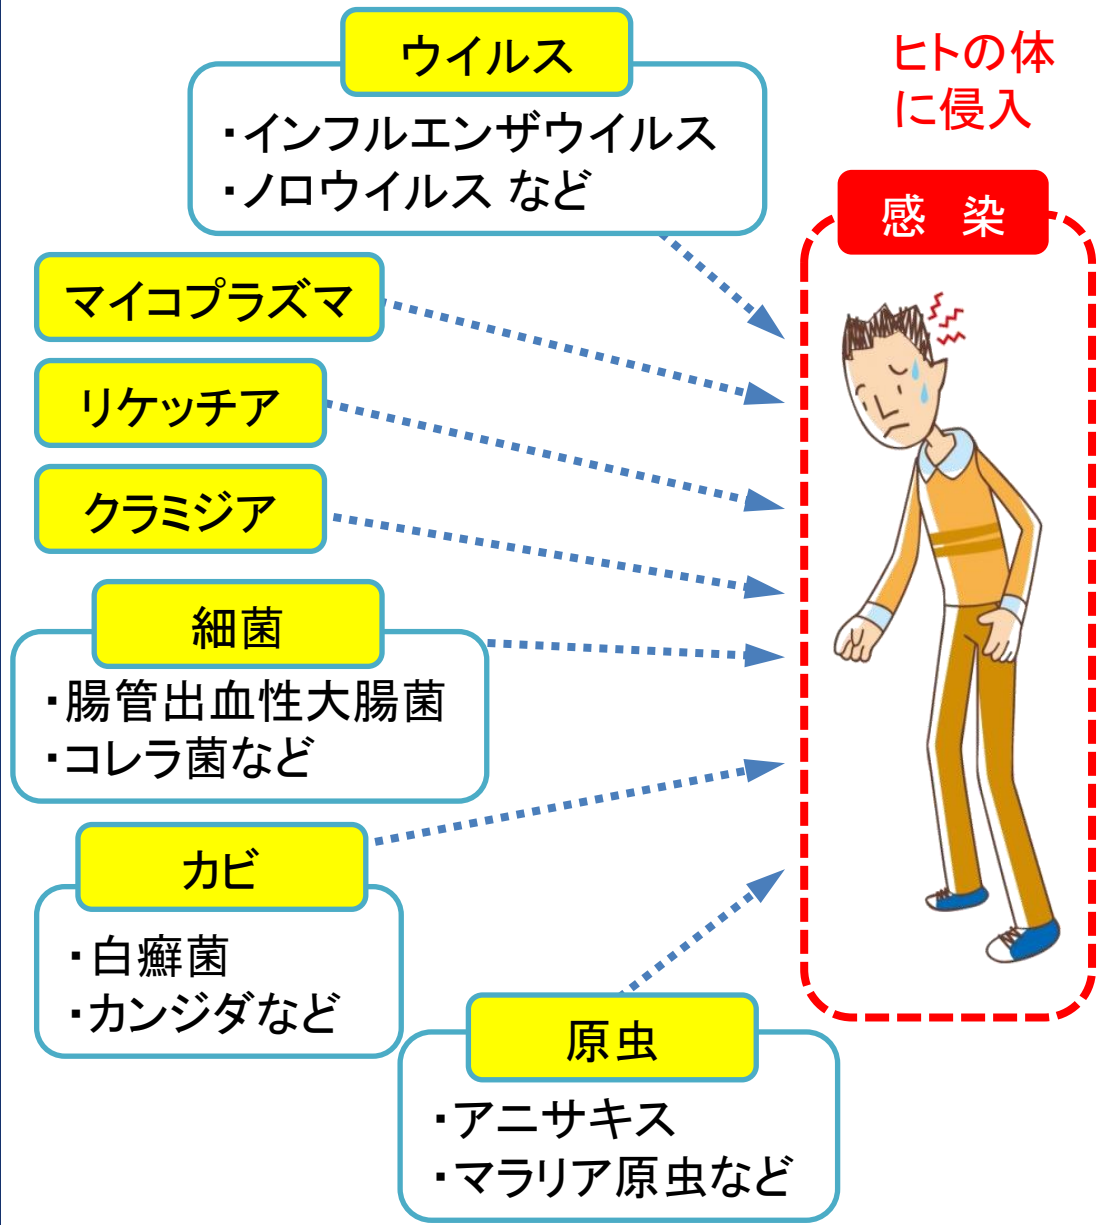 ウイルス
・インフルエンザウイルス
・ノロウイルス など
ヒトの体
に侵入
感 染
マイコプラズマ
リケッチア
クラミジア
細菌
・腸管出血性大腸菌
・コレラ菌など
カビ
・白癬菌
・カンジダなど
原虫
・アニサキス
・マラリア原虫など